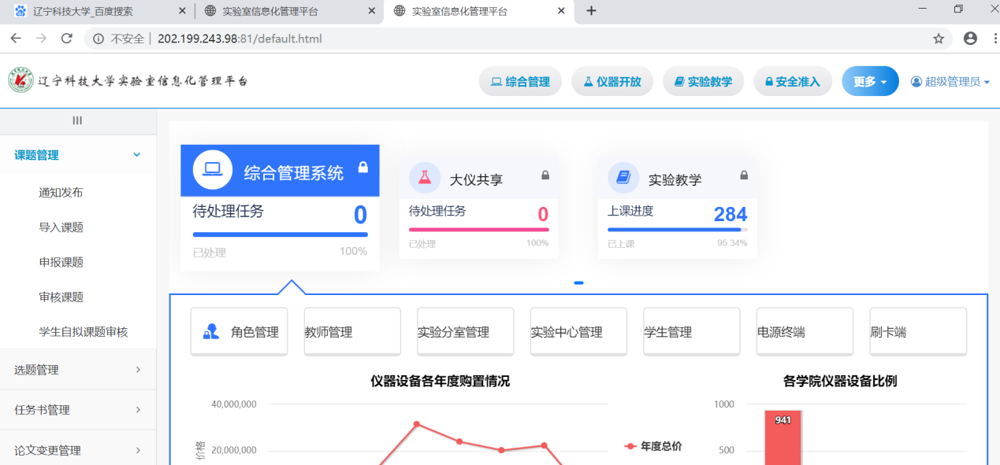 辽宁科技大学_百度搜索
实验室信息化管理平台
实验室信息化管理平台
不安全 | 202.199.243.98:81/default.html
辽宁科技大学实验室信息化管理平台
综合管理
仪器开放
实验教学
安全准入
更多
超级管理员
课题管理
通知发布
导入课题
申报课题
审核课题
学生自拟课题审核
选题管理
任务书管理
论文变更管理
综合管理系统
待处理任务 0
已处理 100%
大仪共享
待处理任务 0
已处理 100%
实验教学
上课进度 284
已上课 95.34%
角色管理
教师管理
实验分室管理
实验中心管理
学生管理
电源终端
刷卡端
仪器设备各年度购置情况
40,000,000
20,000,000
价格
年度总价
各学院仪器设备比例
1000
941
500